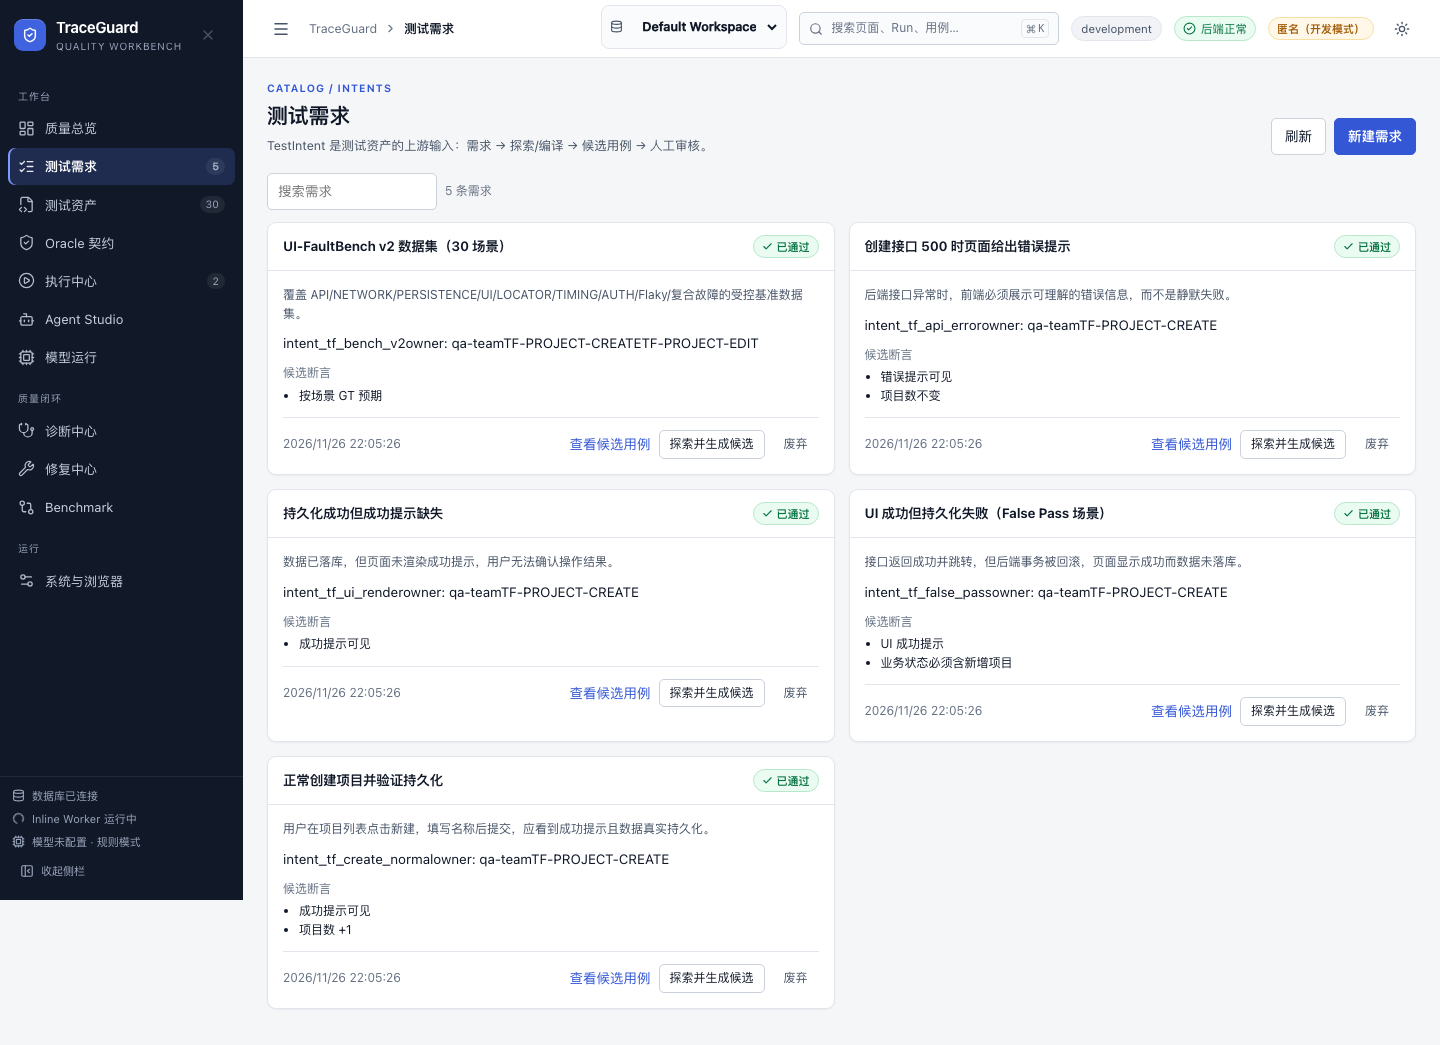 TraceGuard
QUALITY WORKBENCH
工作台
质量总览
测试需求 5
测试资产 30
Oracle 契约
执行中心 2
Agent Studio
模型运行
质量闭环
诊断中心
修复中心
Benchmark
运行
系统与浏览器
数据库已连接
Inline Worker 运行中
模型未配置 · 规则模式
收起侧栏
TraceGuard > 测试需求
Default Workspace
搜索页面、Run、用例... ⌘ K
development
后端正常
匿名（开发模式）
CATALOG / INTENTS
测试需求
TestIntent 是测试资产的上游输入：需求 → 探索/编译 → 候选用例 → 人工审核。
刷新
新建需求
搜索需求
5 条需求
UI-FaultBench v2 数据集（30 场景）
已通过
覆盖 API/NETWORK/PERSISTENCE/UI/LOCATOR/TIMING/AUTH/Flaky/复合故障的受控基准数据
集。
intent_tf_bench_v2owner: qa-teamTF-PROJECT-CREATETF-PROJECT-EDIT
候选断言
• 按场景 GT 预期
2026/11/26 22:05:26
查看候选用例
探索并生成候选
废弃
创建接口 500 时页面给出错误提示
已通过
后端接口异常时，前端必须展示可理解的错误信息，而不是静默失败。
intent_tf_api_errorowner: qa-teamTF-PROJECT-CREATE
候选断言
• 错误提示可见
• 项目数不变
2026/11/26 22:05:26
查看候选用例
探索并生成候选
废弃
持久化成功但成功提示缺失
已通过
数据已落库，但页面未渲染成功提示，用户无法确认操作结果。
intent_tf_ui_renderowner: qa-teamTF-PROJECT-CREATE
候选断言
• 成功提示可见
2026/11/26 22:05:26
查看候选用例
探索并生成候选
废弃
UI 成功但持久化失败（False Pass 场景）
已通过
接口返回成功并跳转，但后端事务被回滚，页面显示成功而数据未落库。
intent_tf_false_passowner: qa-teamTF-PROJECT-CREATE
候选断言
• UI 成功提示
• 业务状态必须含新增项目
2026/11/26 22:05:26
查看候选用例
探索并生成候选
废弃
正常创建项目并验证持久化
已通过
用户在项目列表点击新建，填写名称后提交，应看到成功提示且数据真实持久化。
intent_tf_create_normalowner: qa-teamTF-PROJECT-CREATE
候选断言
• 成功提示可见
• 项目数 +1
2026/11/26 22:05:26
查看候选用例
探索并生成候选
废弃